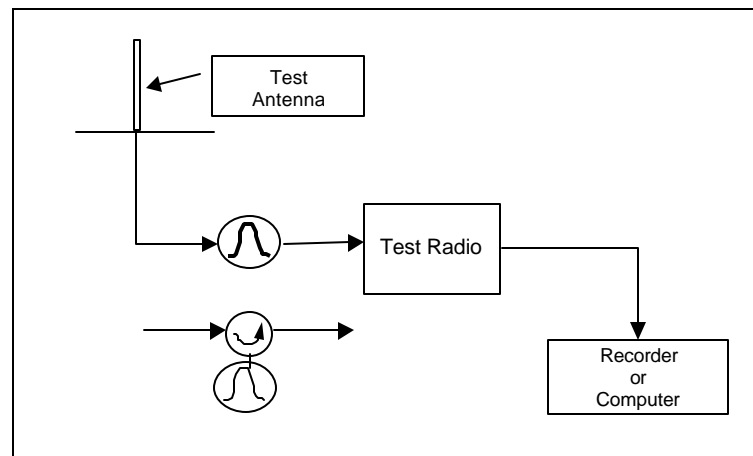 Test
Antenna
Test Radio
Recorder
or
Computer